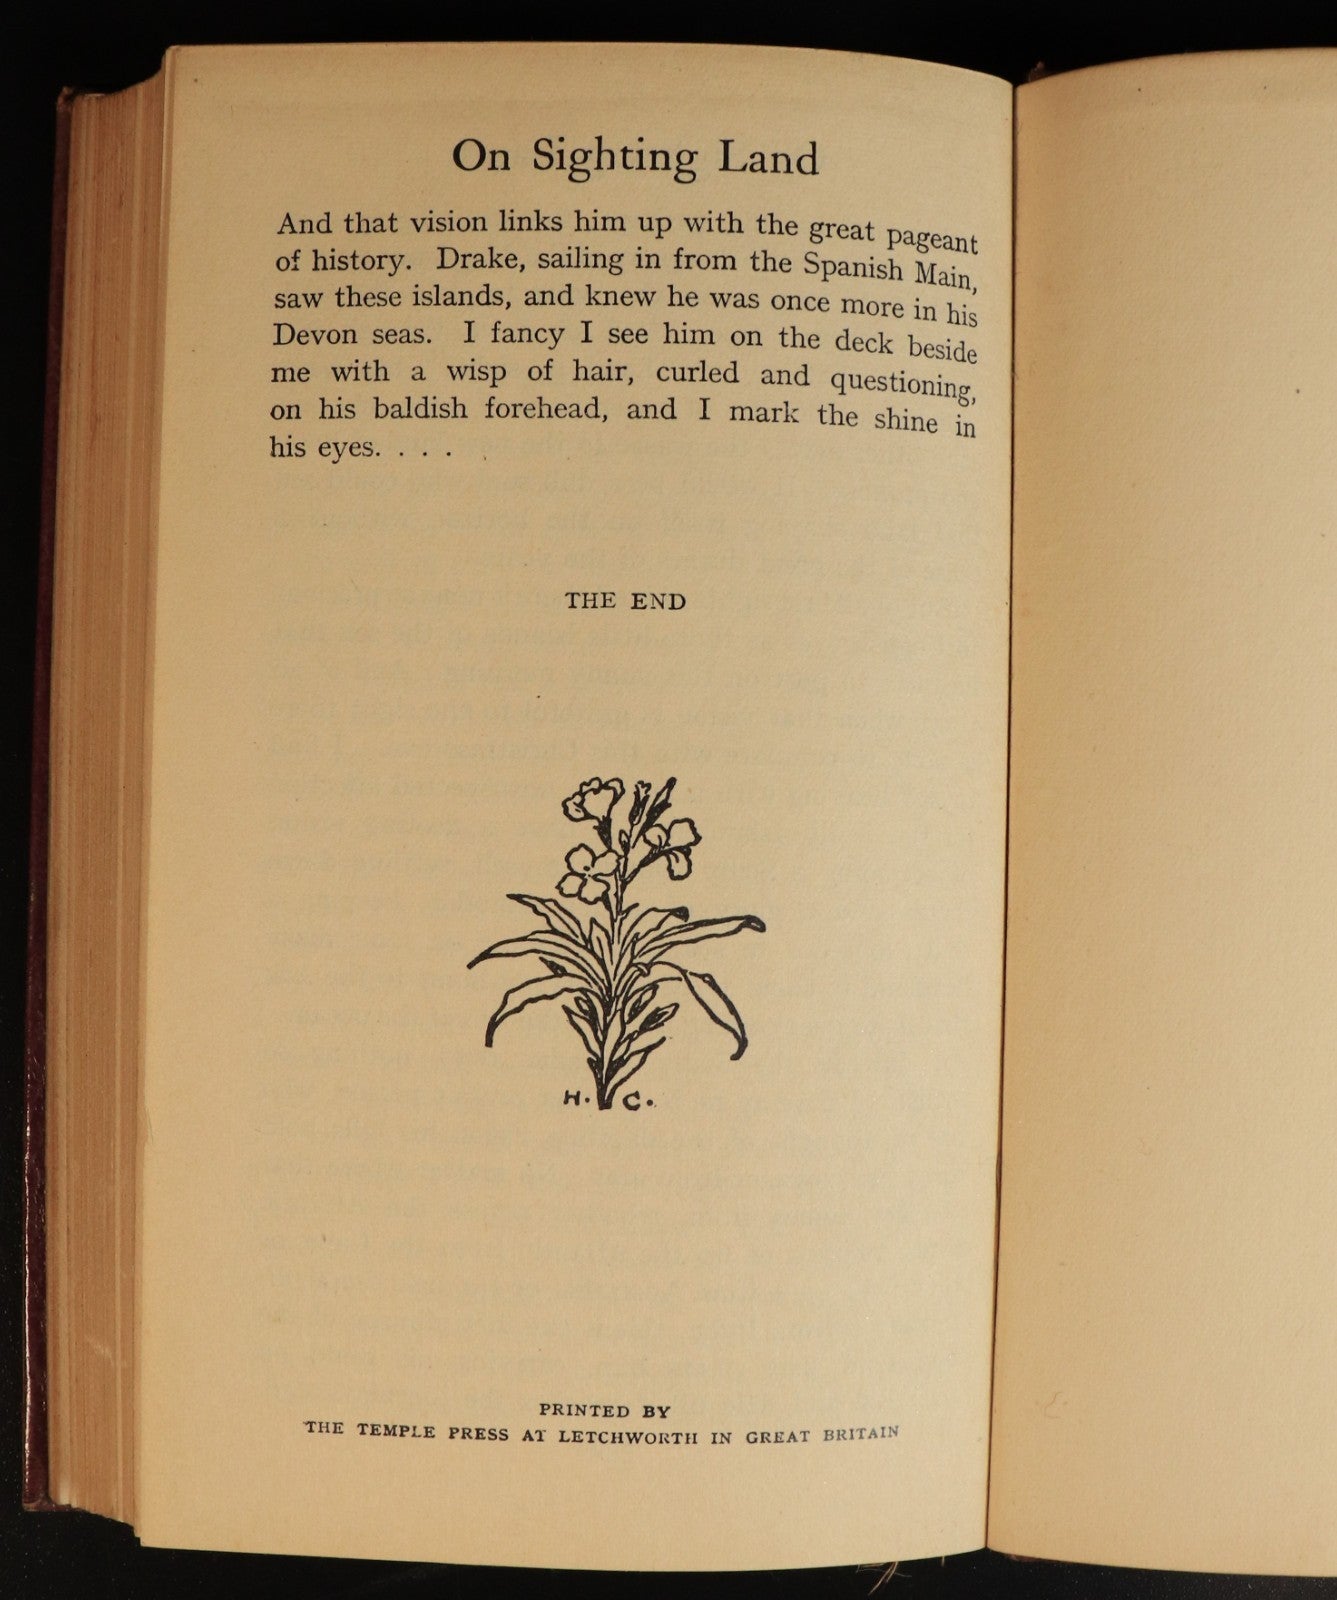 On Sighting Land
And that vision links him up with the great pageant
of history. Drake, sailing in from the Spanish Main,
saw these islands, and knew he was once more in his
Devon seas. I fancy I see him on the deck beside
me with a wisp of hair, curled and questioning,
on his baldish forehead, and I mark the shine in
his eyes. . . .
THE END
H. C.
PRINTED BY
THE TEMPLE PRESS AT LETCHWORTH IN GREAT BRITAIN